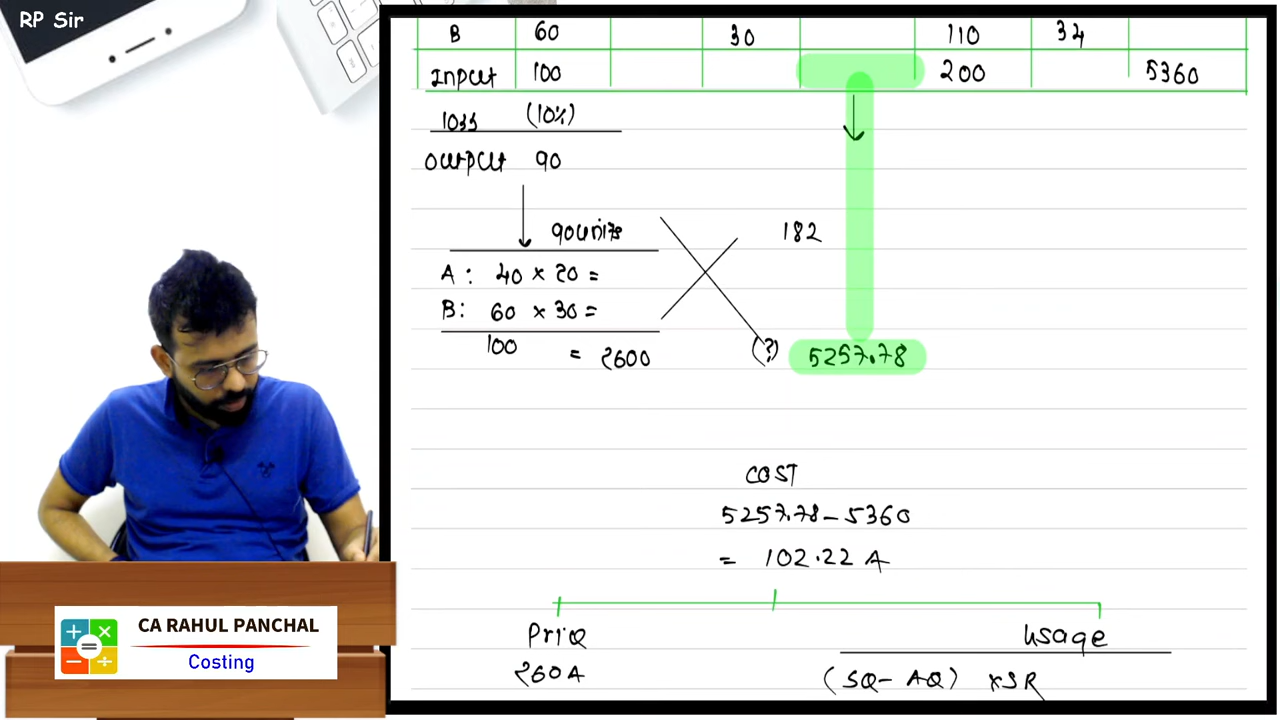 RP Sir
B 60 30 110 34
Input 100 200 5360
loss (10%)
output 90
90units 182
A: 40 × 20 =
B: 60 × 30 =
100 = 2600 (?) 5257.78
COST
5257.78 - 5360
= 102.22 A
Price Usage
260A (SQ - AQ) × SR
CA RAHUL PANCHAL
Costing